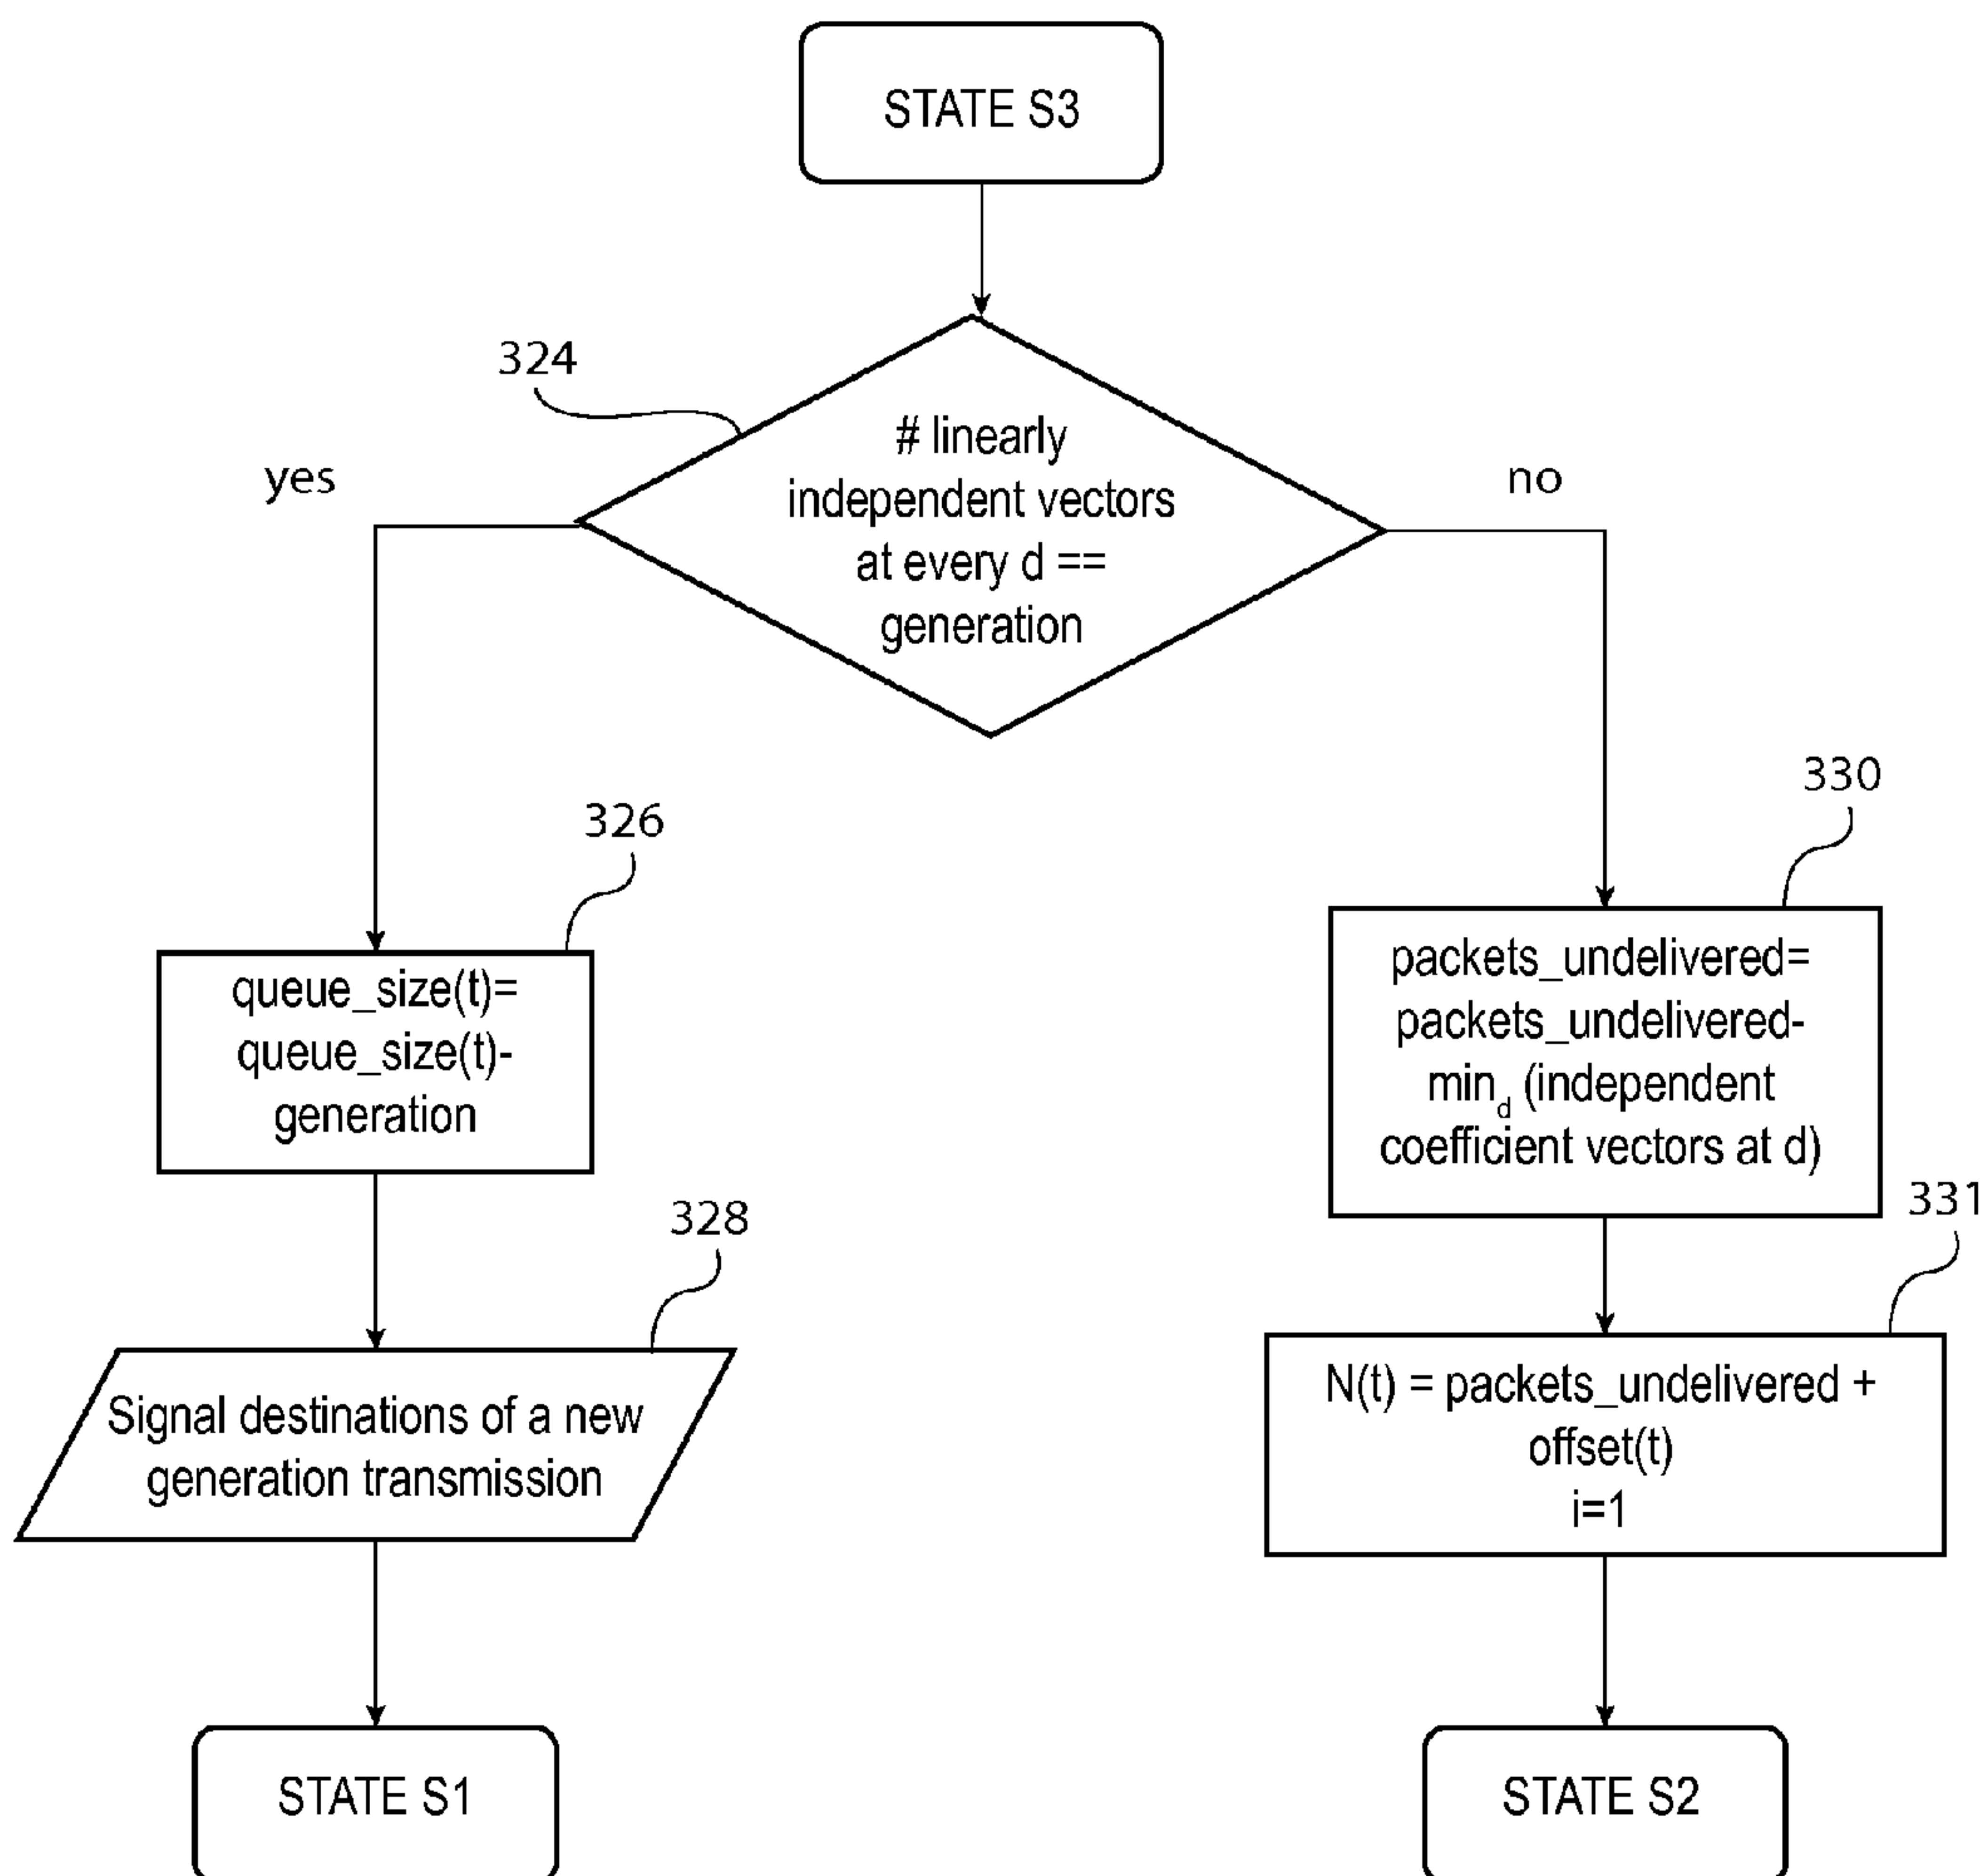 STATE S3
324
# linearly
independent vectors
at every d ==
generation
yes
no
326
queue_size(t)=
queue_size(t)-
generation
330
packets_undelivered=
packets_undelivered-
min_d (independent
coefficient vectors at d)
328
Signal destinations of a new
generation transmission
331
N(t) = packets_undelivered +
offset(t)
i=1
STATE S1
STATE S2